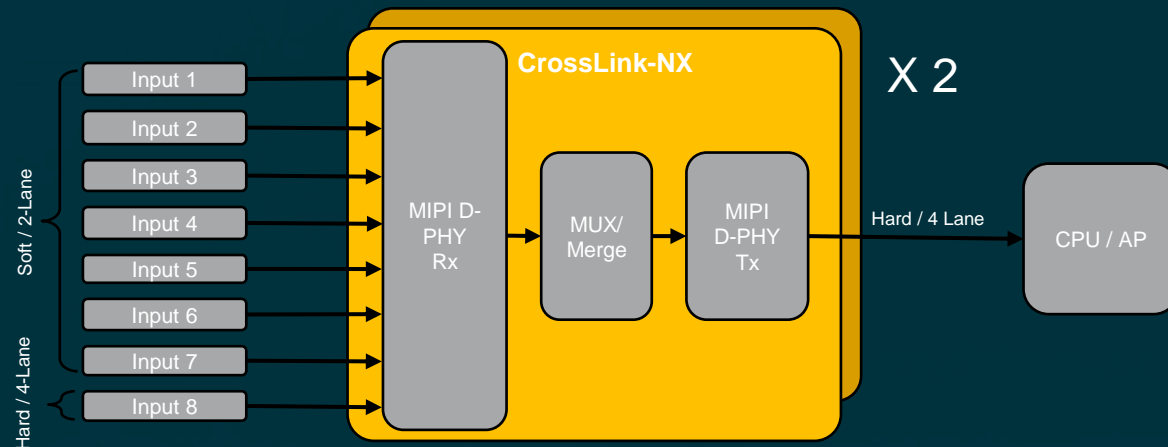 CrossLink-NX
X 2
Soft / 2-Lane
Input 1
Input 2
Input 3
Input 4
Input 5
Input 6
Input 7
Hard / 4-Lane
Input 8
MIPI D-
PHY
Rx
MUX/
Merge
MIPI
D-PHY
Tx
Hard / 4 Lane
CPU / AP